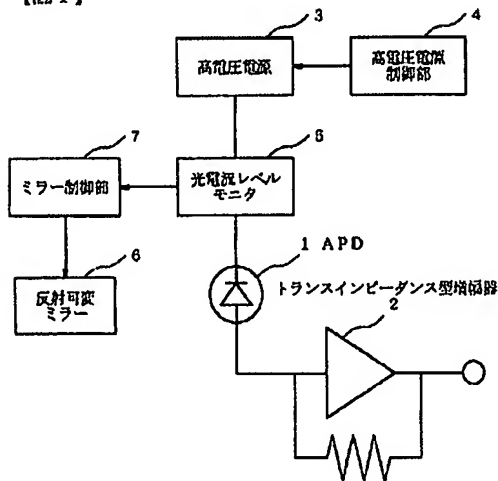 3
4
高電圧電源
高電圧電源
制御部
7
5
ミラー制御部
光電流レベル
モニタ
6
1 APD
反射可変
ミラー
トランスインピーダンス型増幅器
2